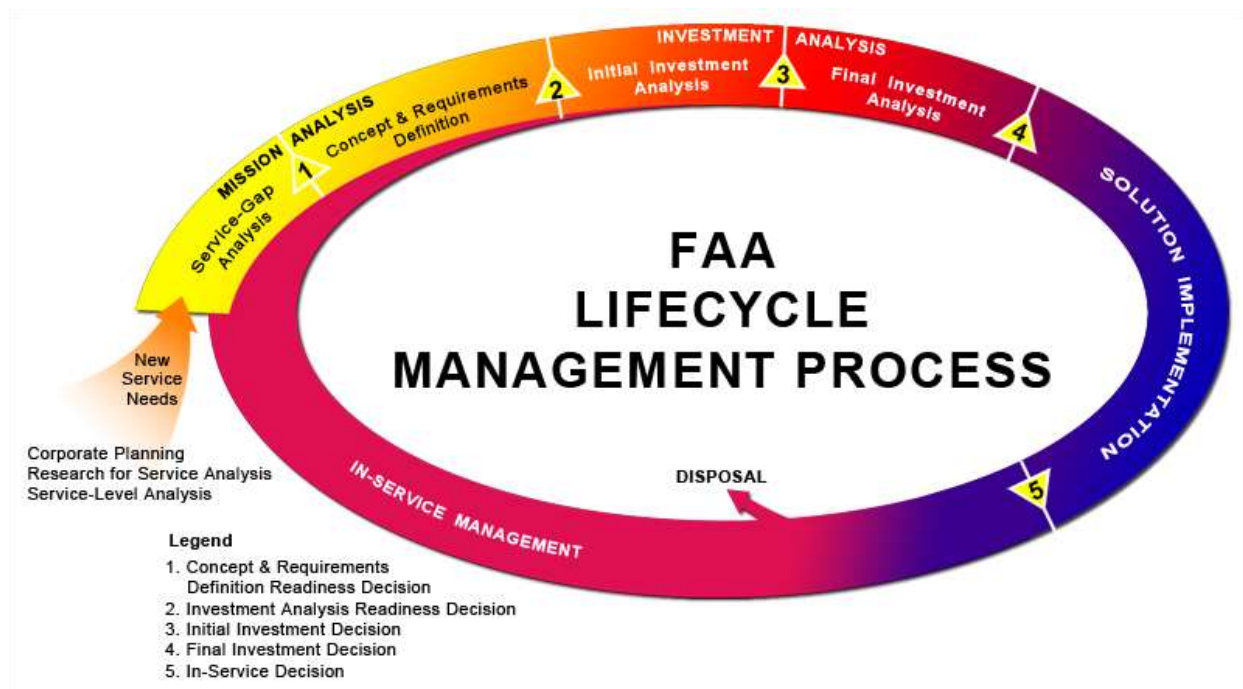 INVESTMENT ANALYSIS
Initial Investment
Analysis
Final Investment
Analysis
MISSION ANALYSIS
Concept & Requirements
Definition
Service-Gap
Analysis
1
2
3
4
SOLUTION IMPLEMENTATION
FAA
LIFECYCLE
MANAGEMENT PROCESS
New
Service
Needs
Corporate Planning
Research for Service Analysis
Service-Level Analysis
DISPOSAL
5
IN-SERVICE MANAGEMENT
Legend
1. Concept & Requirements
Definition Readiness Decision
2. Investment Analysis Readiness Decision
3. Initial Investment Decision
4. Final Investment Decision
5. In-Service Decision